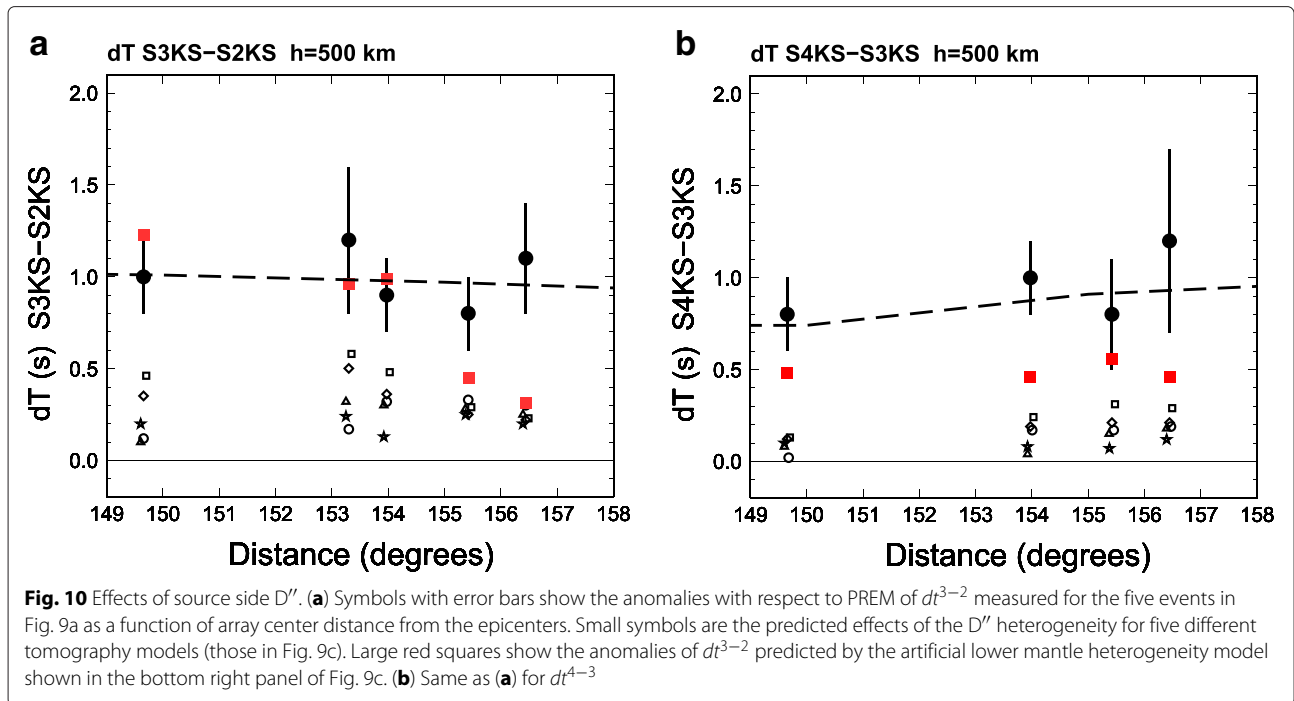 a
dT S3KS−S2KS h=500 km
dT (s) S3KS−S2KS
2.0
1.5
1.0
0.5
0.0
149 150 151 152 153 154 155 156 157 158
Distance (degrees)
b
dT S4KS−S3KS h=500 km
dT (s) S4KS−S3KS
2.0
1.5
1.0
0.5
0.0
149 150 151 152 153 154 155 156 157 158
Distance (degrees)
Fig. 10 Effects of source side D′′. (a) Symbols with error bars show the anomalies with respect to PREM of dt³⁻² measured for the five events in
Fig. 9a as a function of array center distance from the epicenters. Small symbols are the predicted effects of the D′′ heterogeneity for five different
tomography models (those in Fig. 9c). Large red squares show the anomalies of dt³⁻² predicted by the artificial lower mantle heterogeneity model
shown in the bottom right panel of Fig. 9c. (b) Same as (a) for dt⁴⁻³